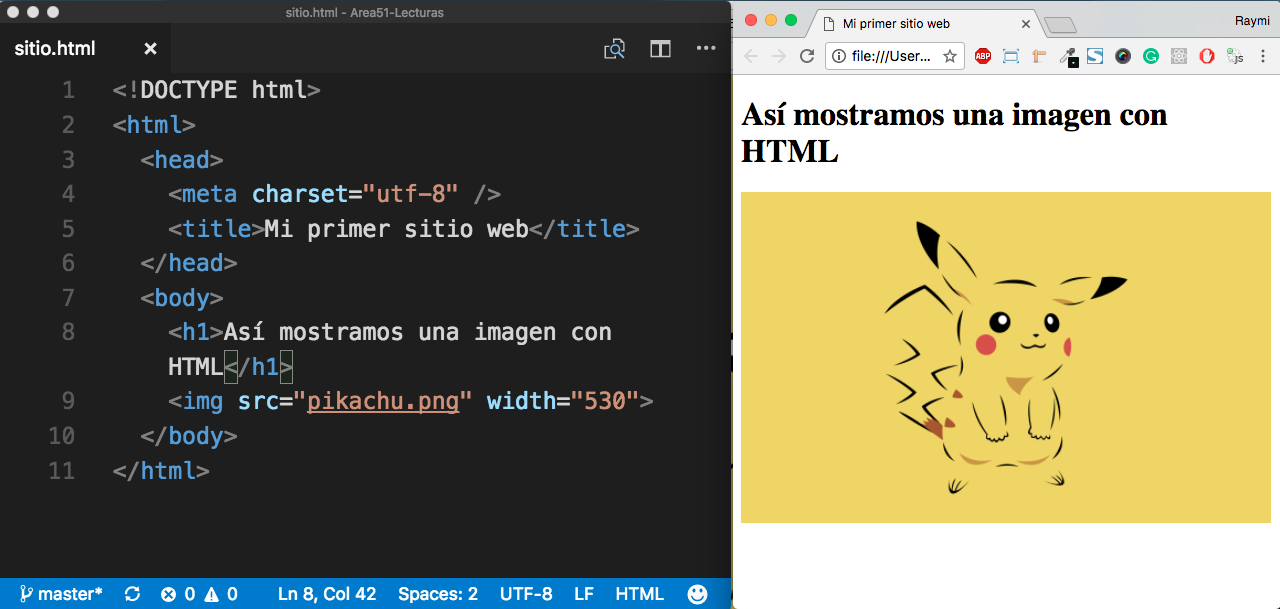 sitio.html - Area51-Lecturas
sitio.html
1 <!DOCTYPE html>
2 <html>
3 <head>
4 <meta charset="utf-8" />
5 <title>Mi primer sitio web</title>
6 </head>
7 <body>
8 <h1>Así mostramos una imagen con
HTML</h1>
9 <img src="pikachu.png" width="530">
10 </body>
11 </html>
master* 0 0 Ln 8, Col 42 Spaces: 2 UTF-8 LF HTML
Mi primer sitio web Raymi
file:///User... ABP js
Así mostramos una imagen con
HTML